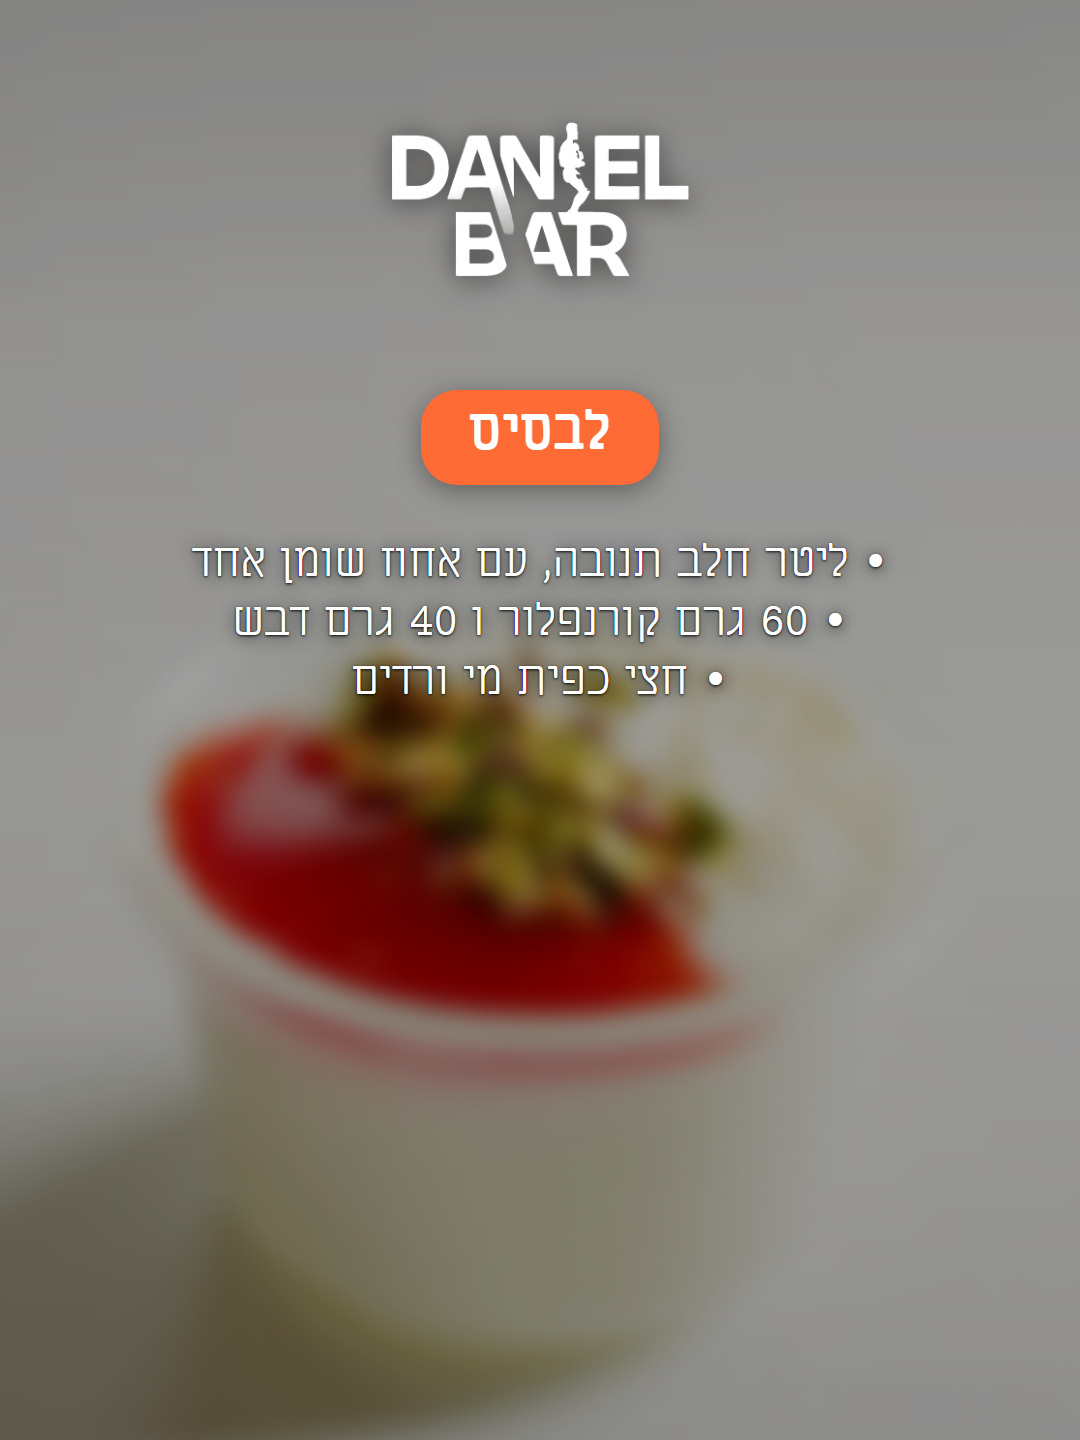 DANIEL
BAR
לבסיס
• ליטר חלב תנובה, עם אחוז שומן אחד
• 60 גרם קורנפלור ו 40 גרם דבש
• חצי כפית מי ורדים